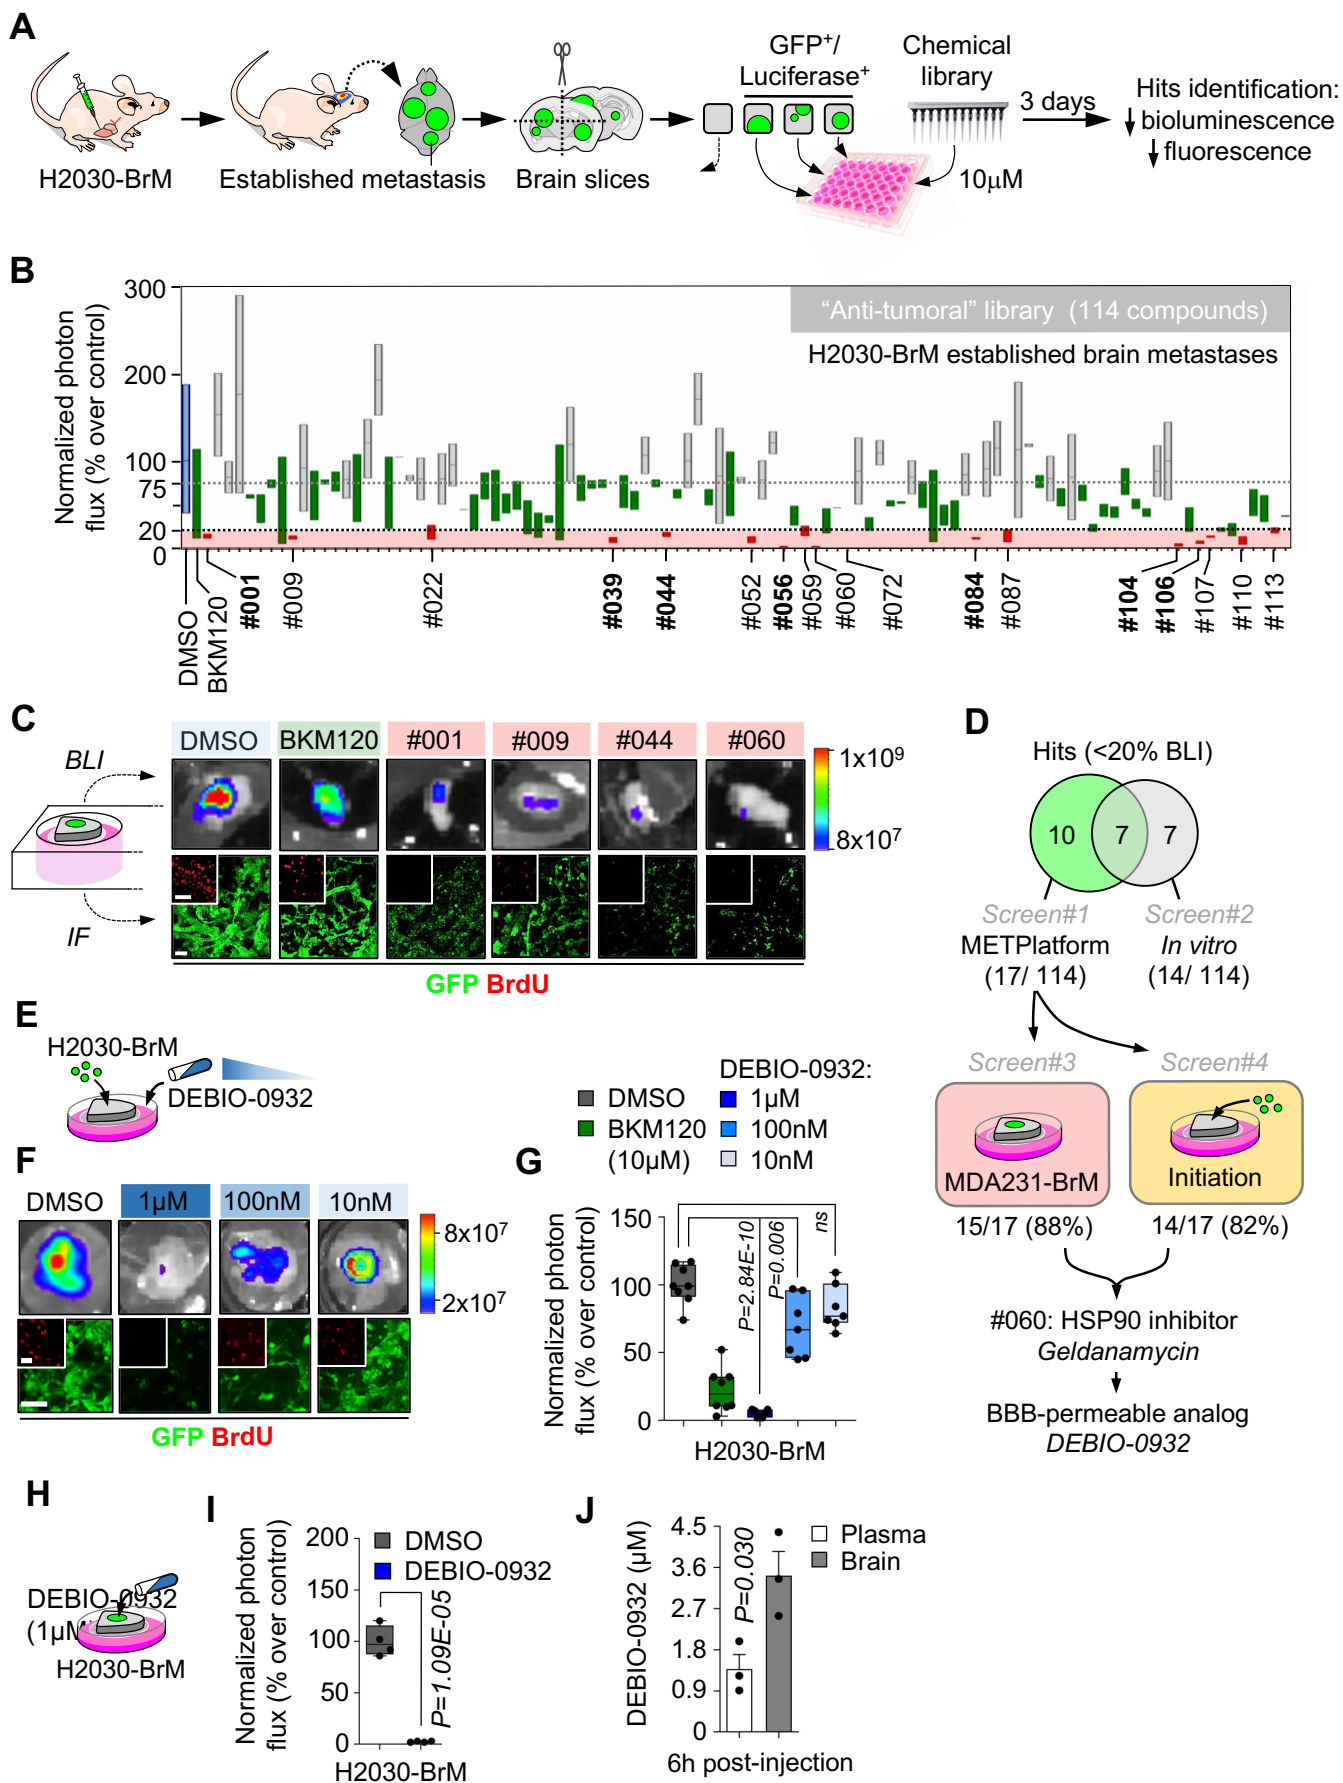 A
H2030-BrM
Established metastasis
Brain slices
GFP⁺/
Luciferase⁺
Chemical
library
10μM
3 days
Hits identification:
↓ bioluminescence
↓ fluorescence
B
Normalized photon
flux (% over control)
300
200
100
75
20
0
“Anti-tumoral” library (114 compounds)
H2030-BrM established brain metastases
DMSO
BKM120
#001
#009
#022
#039
#044
#052
#056
#059
#060
#072
#084
#087
#104
#106
#107
#110
#113
C
BLI
IF
DMSO
BKM120
#001
#009
#044
#060
1x10⁹
8x10⁷
GFP BrdU
D
Hits (<20% BLI)
10
7
7
Screen#1
METPlatform
(17/ 114)
Screen#2
In vitro
(14/ 114)
Screen#3
MDA231-BrM
15/17 (88%)
Screen#4
Initiation
14/17 (82%)
#060: HSP90 inhibitor
Geldanamycin
BBB-permeable analog
DEBIO-0932
E
H2030-BrM
DEBIO-0932
F
DMSO
1μM
100nM
10nM
8x10⁷
2x10⁷
GFP BrdU
G
DMSO
BKM120
(10μM)
DEBIO-0932:
1μM
100nM
10nM
Normalized photon
flux (% over control)
150
100
50
0
P=2.84E-10
P=0.006
ns
H2030-BrM
H
DEBIO-0932
(1μM
H2030-BrM
I
Normalized photon
flux (% over control)
200
150
100
50
0
DMSO
DEBIO-0932
P=1.09E-05
H2030-BrM
J
DEBIO-0932 (μM)
4.5
3.6
2.7
1.8
0.9
0
P=0.030
Plasma
Brain
6h post-injection